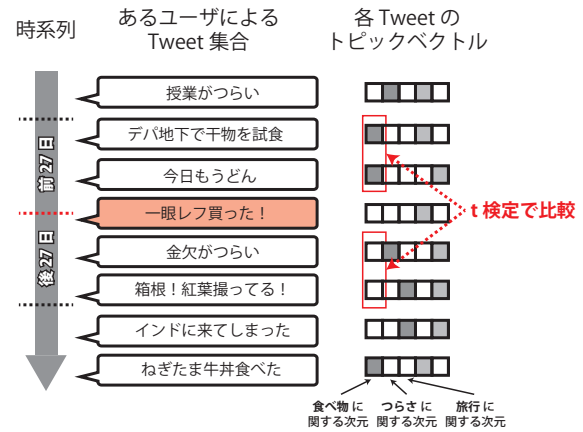 時系列
あるユーザによる
Tweet 集合
各 Tweet の
トピックベクトル
授業がつらい
デパ地下で干物を試食
前 27 日
今日もうどん
一眼レフ買った！
t 検定で比較
後 27 日
金欠がつらい
箱根！紅葉撮ってる！
インドに来てしまった
ねぎたま牛丼食べた
食べ物 に
関する次元
つらさ に
関する次元
旅行 に
関する次元